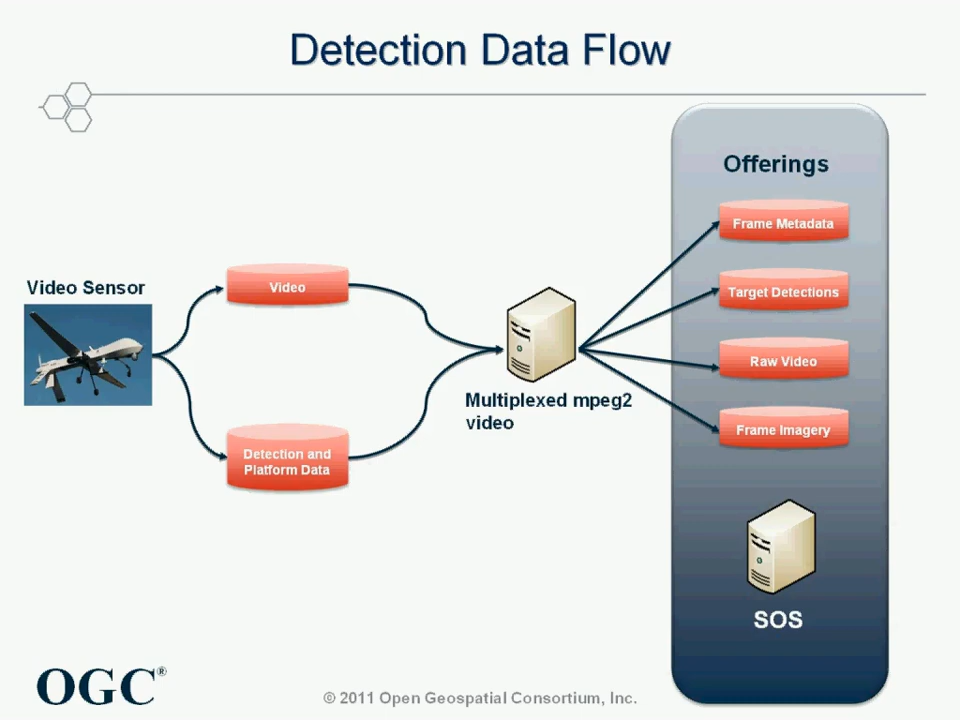 Detection Data Flow
Offerings
Frame Metadata
Target Detections
Raw Video
Frame Imagery
Video Sensor
Video
Detection and
Platform Data
Multiplexed mpeg2
video
SOS
OGC®
© 2011 Open Geospatial Consortium, Inc.